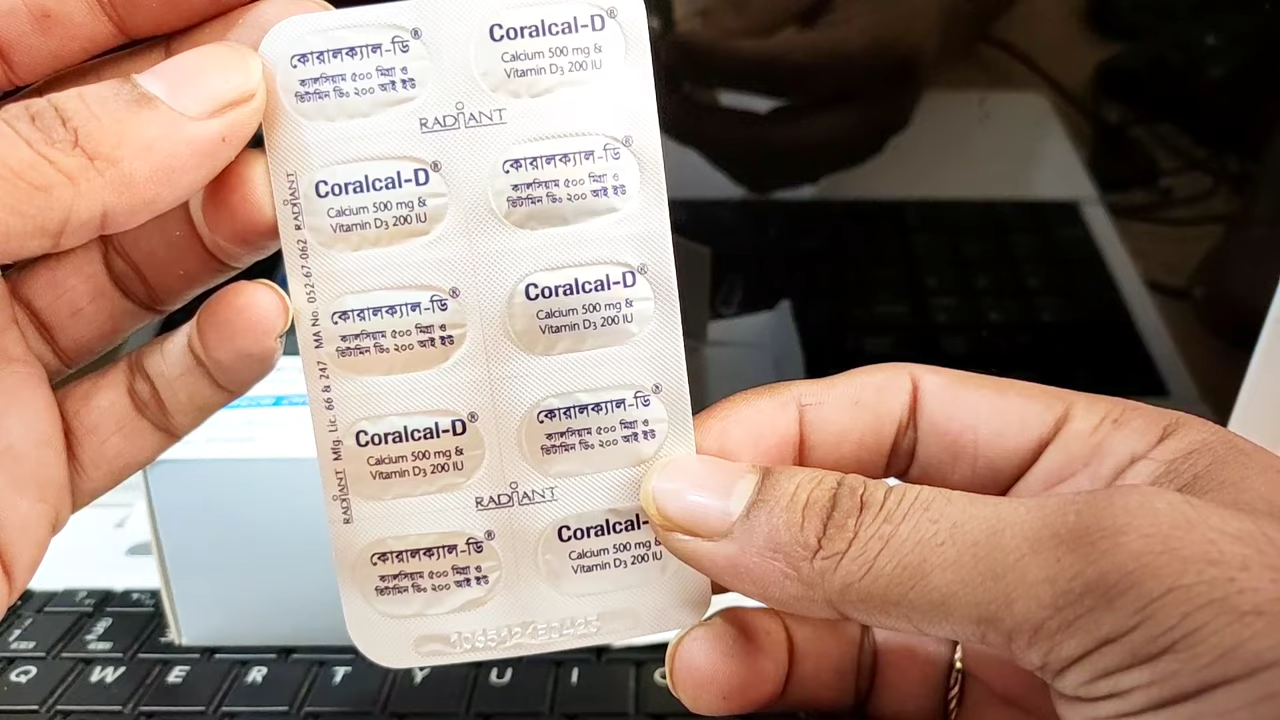 কোরালক্যাল-ডি®
ক্যালসিয়াম ৫০০ মিগ্রা ও
ভিটামিন ডি৩ ২০০ আই ইউ
Coralcal-D®
Calcium 500 mg &
Vitamin D3 200 IU
RADIANT
Coralcal-D®
Calcium 500 mg &
Vitamin D3 200 IU
কোরালক্যাল-ডি®
ক্যালসিয়াম ৫০০ মিগ্রা ও
ভিটামিন ডি৩ ২০০ আই ইউ
কোরালক্যাল-ডি®
ক্যালসিয়াম ৫০০ মিগ্রা ও
ভিটামিন ডি৩ ২০০ আই ইউ
Coralcal-D®
Calcium 500 mg &
Vitamin D3 200 IU
Coralcal-D®
Calcium 500 mg &
Vitamin D3 200 IU
কোরালক্যাল-ডি®
ক্যালসিয়াম ৫০০ মিগ্রা ও
ভিটামিন ডি৩ ২০০ আই ইউ
RADIANT
কোরালক্যাল-ডি®
ক্যালসিয়াম ৫০০ মিগ্রা ও
ভিটামিন ডি৩ ২০০ আই ইউ
Coralcal-
Calcium 500 mg &
Vitamin D3 200 IU
RADIANT Mfg. Lic. 66 & 247 MA No. 052-67-062 RADIANT
Q W E R T Y U I